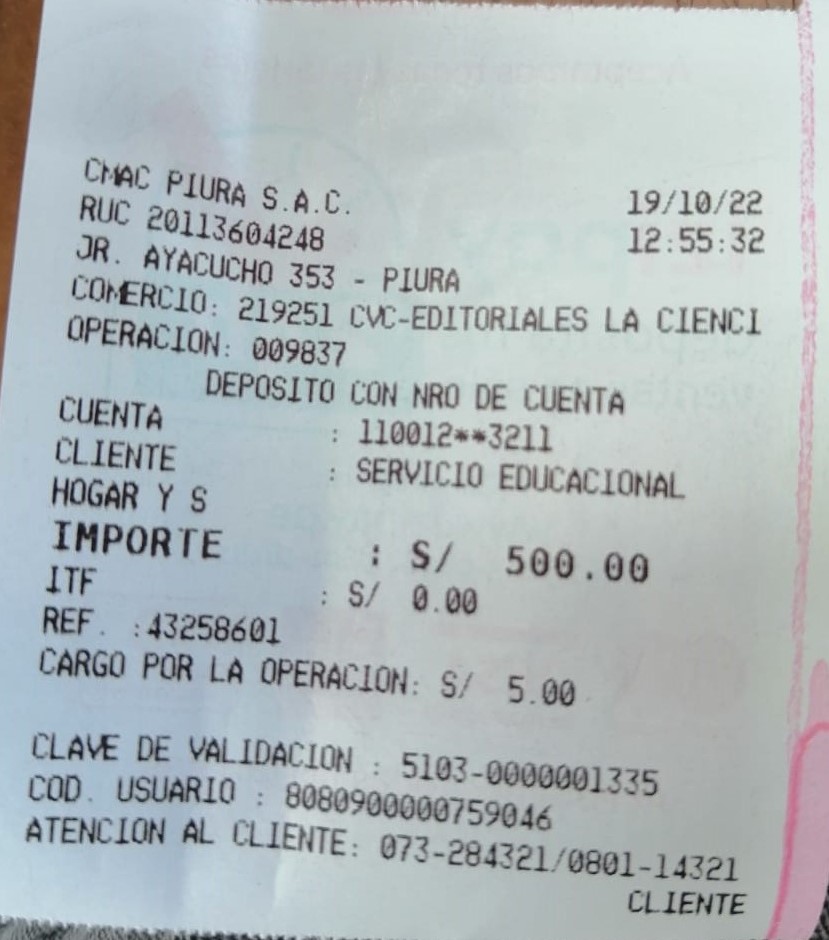 CMAC PIURA S.A.C. 19/10/22
RUC 20113604248 12:55:32
JR. AYACUCHO 353 - PIURA
COMERCIO: 219251 CVC-EDITORIALES LA CIENCI
OPERACION: 009837
DEPOSITO CON NRO DE CUENTA
CUENTA : 110012**3211
CLIENTE : SERVICIO EDUCACIONAL
HOGAR Y S
IMPORTE : S/ 500.00
ITF : S/ 0.00
REF. :43258601
CARGO POR LA OPERACION: S/ 5.00
CLAVE DE VALIDACION : 5103-0000001335
COD. USUARIO : 8080900000759046
ATENCION AL CLIENTE: 073-284321/0801-14321
CLIENTE